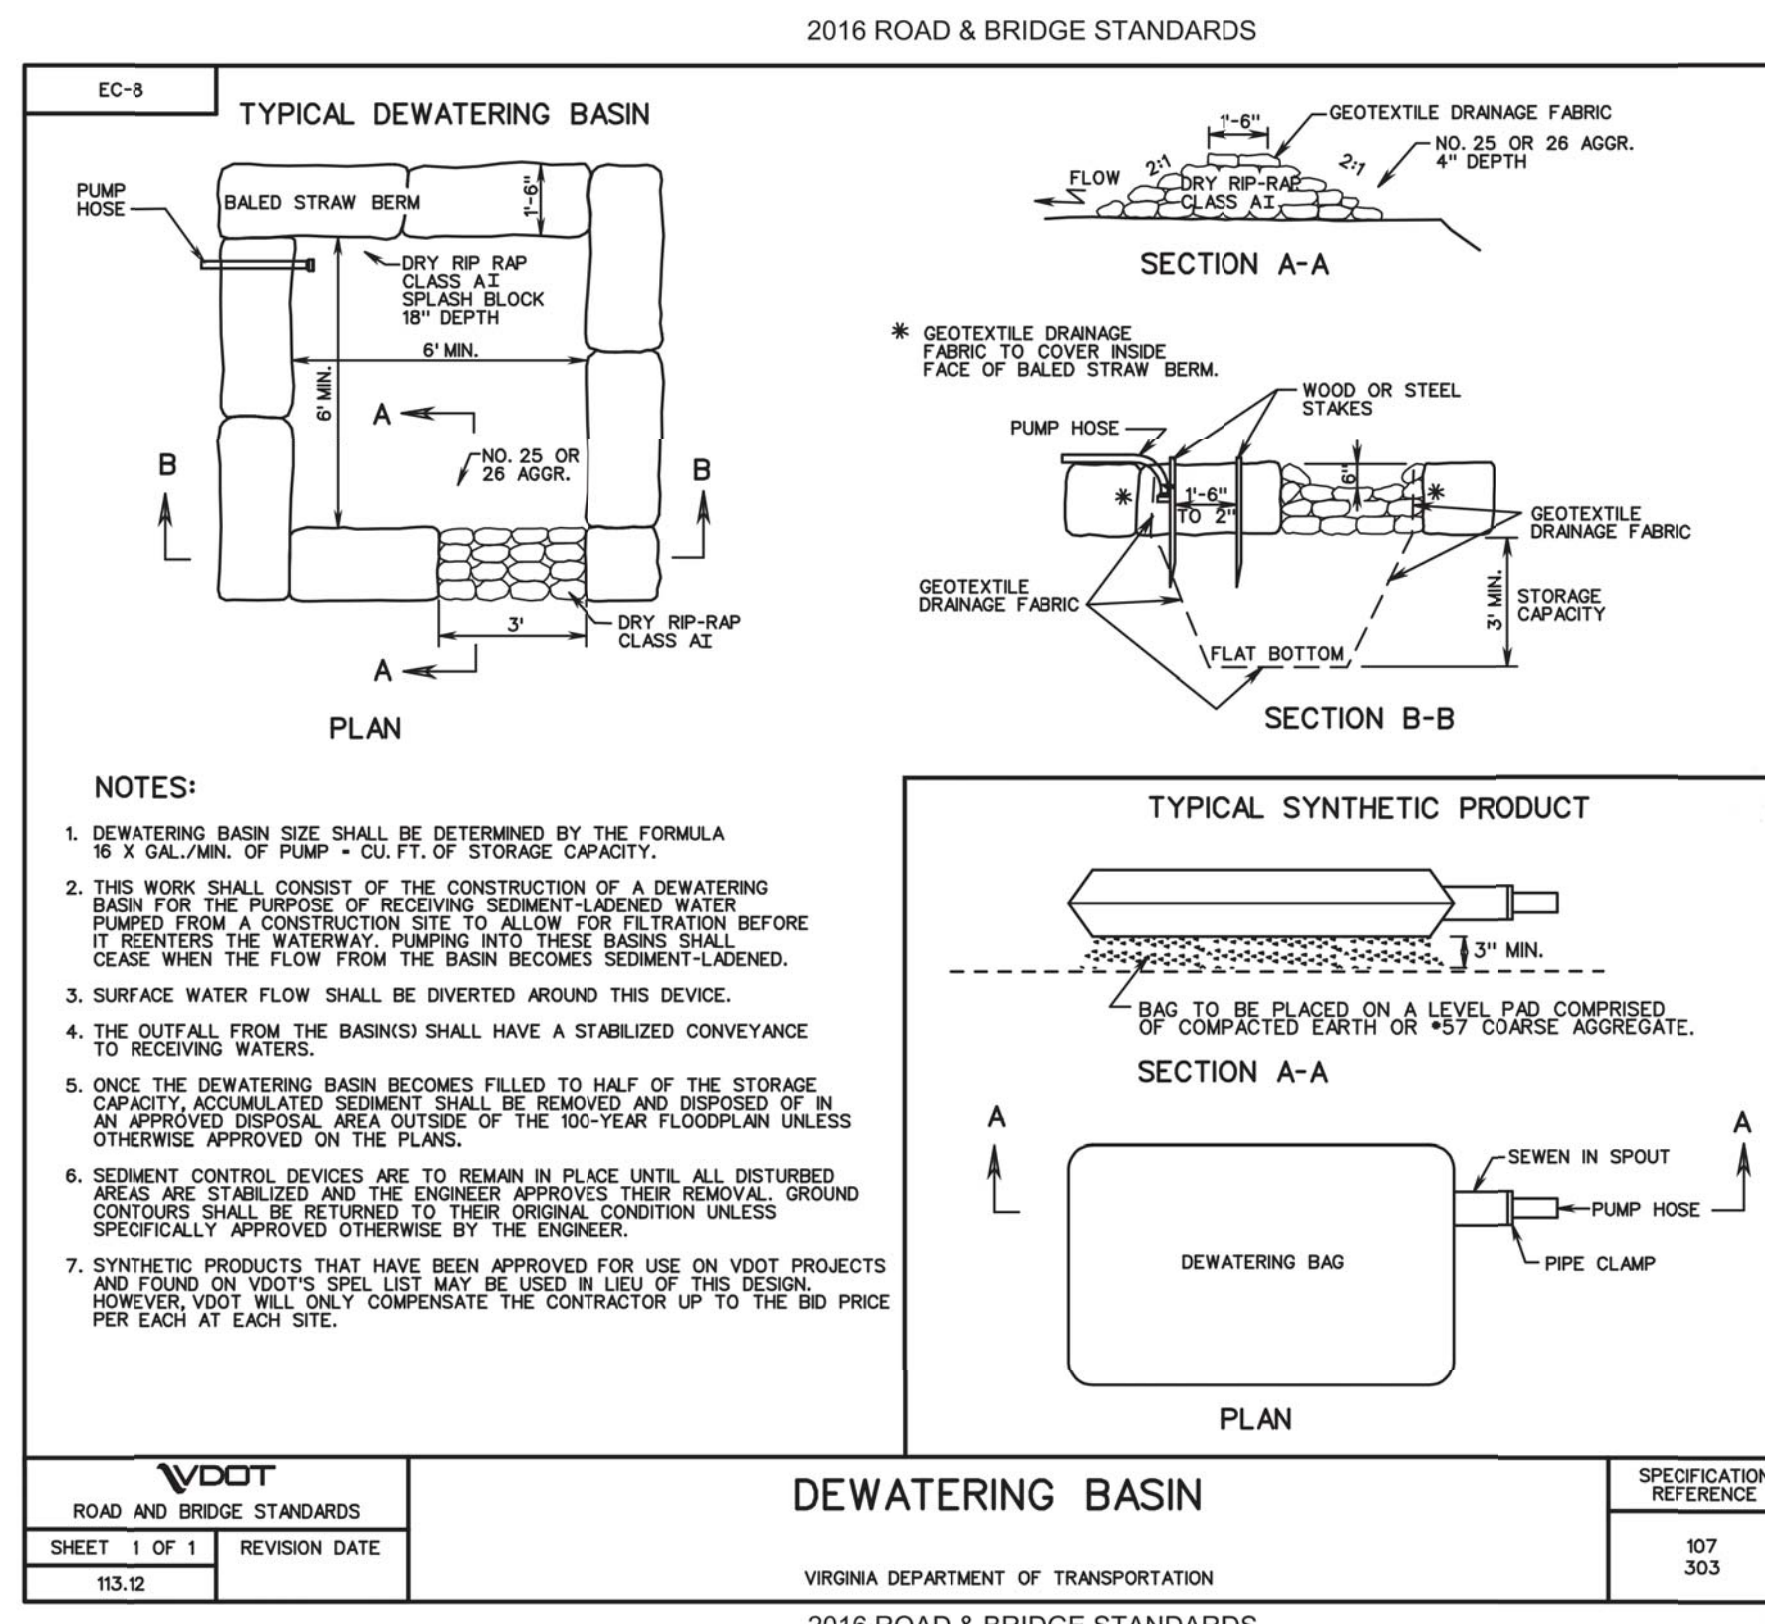 2016 ROAD & BRIDGE STANDARDS
EC-8
TYPICAL DEWATERING BASIN
PUMP
HOSE
BALED STRAW BERM
1'-6"
DRY RIP RAP
CLASS AI
SPLASH BLOCK
18" DEPTH
6' MIN.
6' MIN.
A
NO. 25 OR
26 AGGR.
B
B
3'
DRY RIP-RAP
CLASS AI
A
PLAN
1'-6"
GEOTEXTILE DRAINAGE FABRIC
2:1
2:1
NO. 25 OR 26 AGGR.
4" DEPTH
FLOW
DRY RIP-RAP
CLASS AI
SECTION A-A
* GEOTEXTILE DRAINAGE
FABRIC TO COVER INSIDE
FACE OF BALED STRAW BERM.
WOOD OR STEEL
STAKES
PUMP HOSE
*
1'-6"
TO 2"
6"
*
GEOTEXTILE
DRAINAGE FABRIC
GEOTEXTILE
DRAINAGE FABRIC
3' MIN.
STORAGE
CAPACITY
FLAT BOTTOM
SECTION B-B
NOTES:
1. DEWATERING BASIN SIZE SHALL BE DETERMINED BY THE FORMULA
16 X GAL./MIN. OF PUMP = CU. FT. OF STORAGE CAPACITY.
2. THIS WORK SHALL CONSIST OF THE CONSTRUCTION OF A DEWATERING
BASIN FOR THE PURPOSE OF RECEIVING SEDIMENT-LADENED WATER
PUMPED FROM A CONSTRUCTION SITE TO ALLOW FOR FILTRATION BEFORE
IT REENTERS THE WATERWAY. PUMPING INTO THESE BASINS SHALL
CEASE WHEN THE FLOW FROM THE BASIN BECOMES SEDIMENT-LADENED.
3. SURFACE WATER FLOW SHALL BE DIVERTED AROUND THIS DEVICE.
4. THE OUTFALL FROM THE BASIN(S) SHALL HAVE A STABILIZED CONVEYANCE
TO RECEIVING WATERS.
5. ONCE THE DEWATERING BASIN BECOMES FILLED TO HALF OF THE STORAGE
CAPACITY, ACCUMULATED SEDIMENT SHALL BE REMOVED AND DISPOSED OF IN
AN APPROVED DISPOSAL AREA OUTSIDE OF THE 100-YEAR FLOODPLAIN UNLESS
OTHERWISE APPROVED ON THE PLANS.
6. SEDIMENT CONTROL DEVICES ARE TO REMAIN IN PLACE UNTIL ALL DISTURBED
AREAS ARE STABILIZED AND THE ENGINEER APPROVES THEIR REMOVAL. GROUND
CONTOURS SHALL BE RETURNED TO THEIR ORIGINAL CONDITION UNLESS
SPECIFICALLY APPROVED OTHERWISE BY THE ENGINEER.
7. SYNTHETIC PRODUCTS THAT HAVE BEEN APPROVED FOR USE ON VDOT PROJECTS
AND FOUND ON VDOT'S SPEL LIST MAY BE USED IN LIEU OF THIS DESIGN.
HOWEVER, VDOT WILL ONLY COMPENSATE THE CONTRACTOR UP TO THE BID PRICE
PER EACH AT EACH SITE.
TYPICAL SYNTHETIC PRODUCT
3" MIN.
BAG TO BE PLACED ON A LEVEL PAD COMPRISED
OF COMPACTED EARTH OR #57 COARSE AGGREGATE.
SECTION A-A
A
A
SEWEN IN SPOUT
PUMP HOSE
PIPE CLAMP
DEWATERING BAG
PLAN
VDOT
ROAD AND BRIDGE STANDARDS
SHEET 1 OF 1
REVISION DATE
113.12
DEWATERING BASIN
VIRGINIA DEPARTMENT OF TRANSPORTATION
SPECIFICATION
REFERENCE
107
303
2016 ROAD & BRIDGE STANDARDS